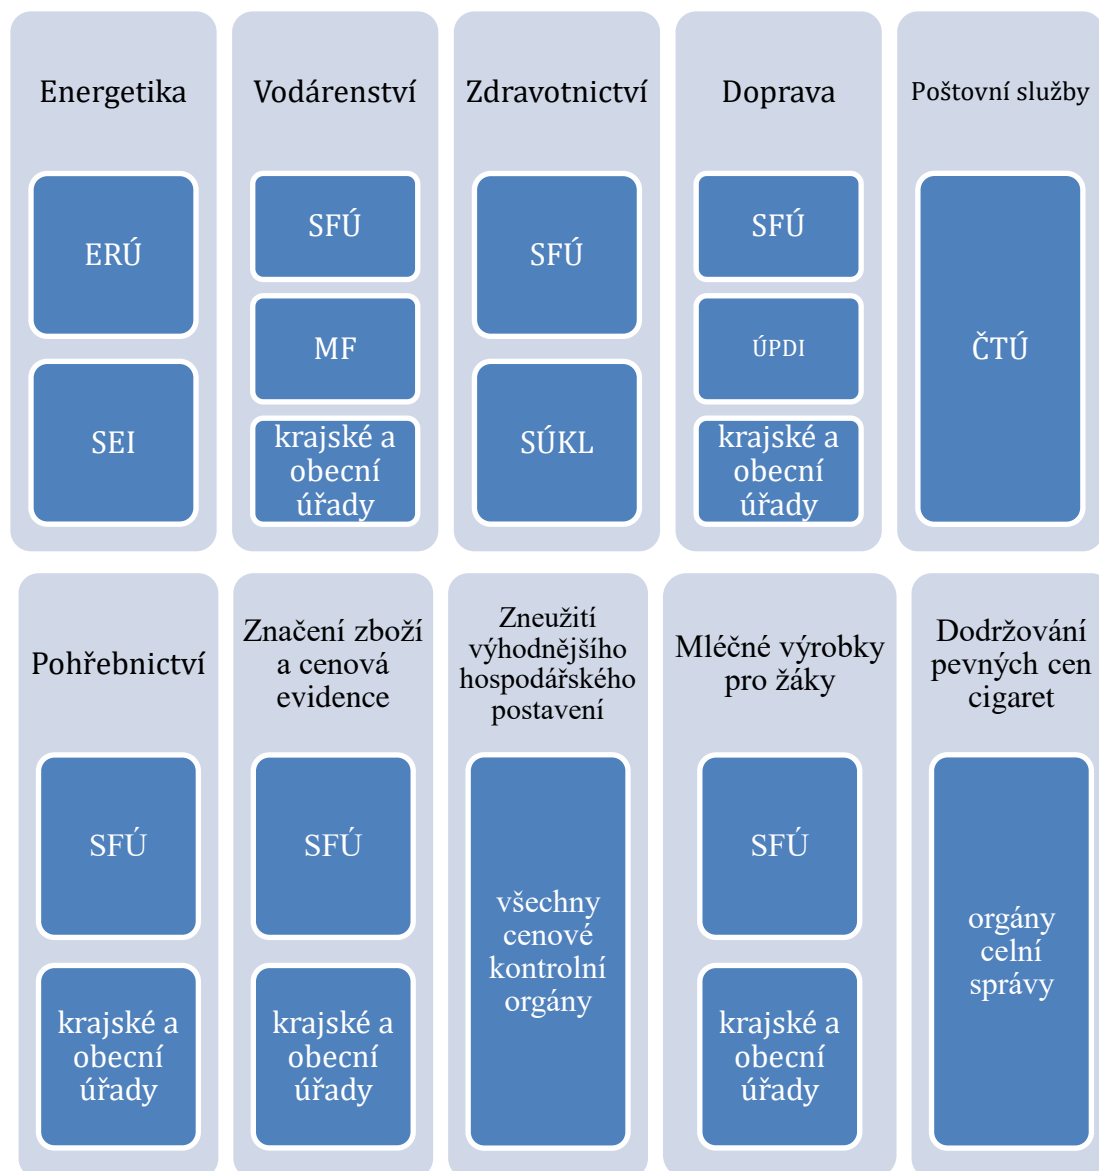 Energetika
ERÚ
SEI
Vodárenství
SFÚ
MF
krajské a
obecní
úřady
Zdravotnictví
SFÚ
SÚKL
Doprava
SFÚ
ÚPDI
krajské a
obecní
úřady
Poštovní služby
ČTÚ
Pohřebnictví
SFÚ
krajské a
obecní
úřady
Značení zboží
a cenová
evidence
SFÚ
krajské a
obecní
úřady
Zneužití
výhodnějšího
hospodářského
postavení
všechny
cenové
kontrolní
orgány
Mléčné výrobky
pro žáky
SFÚ
krajské a
obecní
úřady
Dodržování
pevných cen
cigaret
orgány
celní
správy